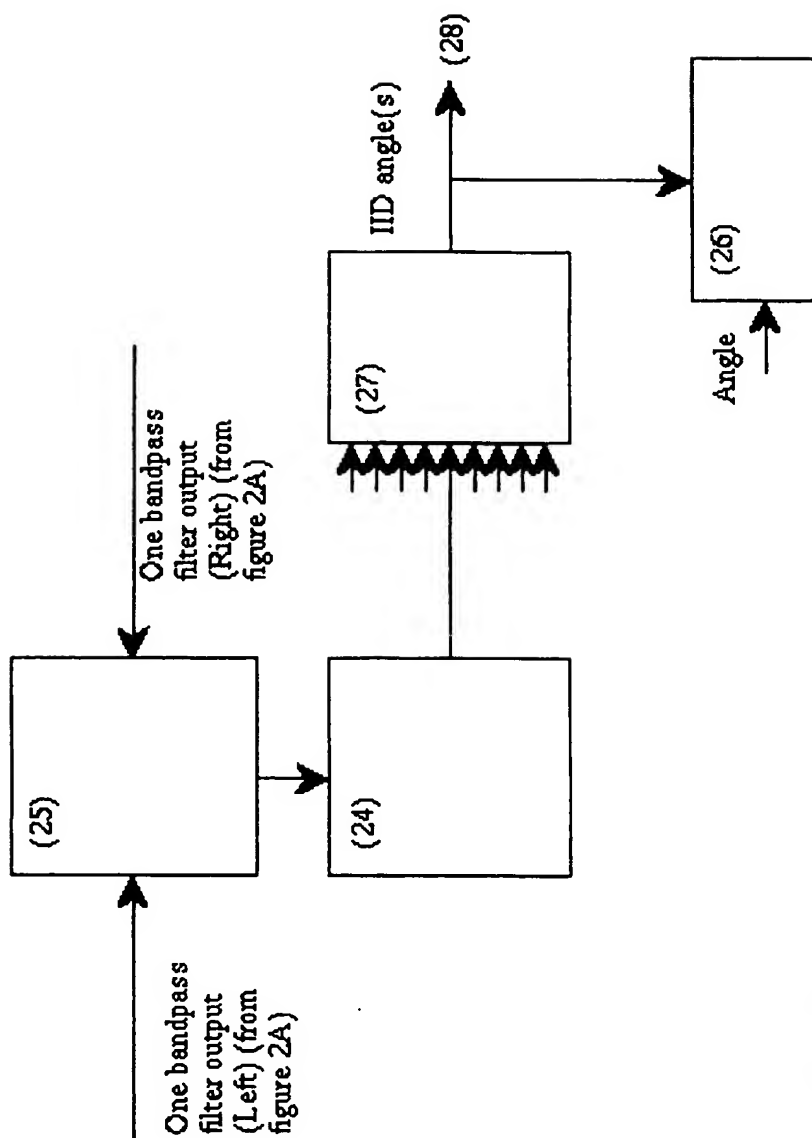 One bandpass
filter output
(Left) (from
figure 2A)
(25)
One bandpass
filter output
(Right) (from
figure 2A)
(24)
(27)
IID angle(s)
(28)
Angle
(26)